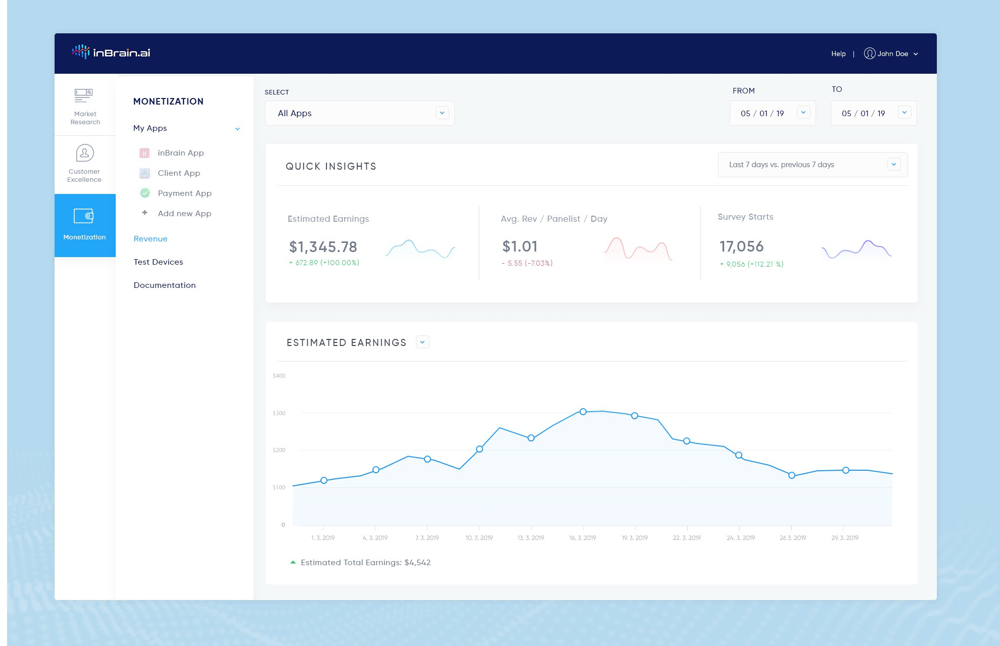 inBrain.ai
Help | John Doe
Market
Research
Customer
Excellence
Monetization
MONETIZATION
My Apps
N inBrain App
Client App
Payment App
+ Add new App
Revenue
Test Devices
Documentation
SELECT
All Apps
FROM
05 / 01 / 19
TO
05 / 01 / 19
QUICK INSIGHTS
Last 7 days vs. previous 7 days
Estimated Earnings
$1,345.78
+ 672.89 (+100.00%)
Avg. Rev / Panelist / Day
$1.01
- 5.55 (-7.03%)
Survey Starts
17,056
+ 9,056 (+112.21 %)
ESTIMATED EARNINGS
$400
$300
$200
$100
0
1. 3. 2019 4. 3. 2019 7. 3. 2019 10. 3. 2019 13. 3. 2019 16. 3. 2019 19. 3. 2019 22. 3. 2019 24. 3. 2019 26 3. 2019 29. 3. 2019
Estimated Total Earnings: $4,542